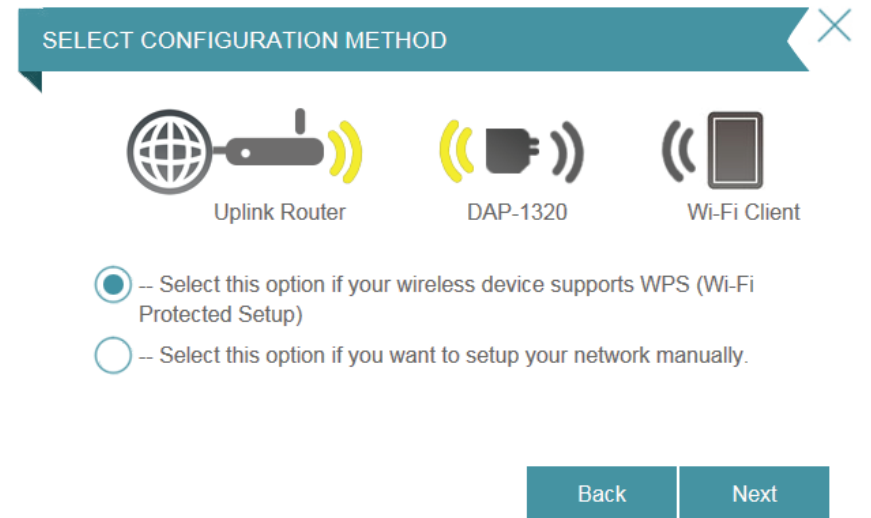 SELECT CONFIGURATION METHOD
Uplink Router
DAP-1320
Wi-Fi Client
-- Select this option if your wireless device supports WPS (Wi-Fi
Protected Setup)
-- Select this option if you want to setup your network manually.
Back
Next